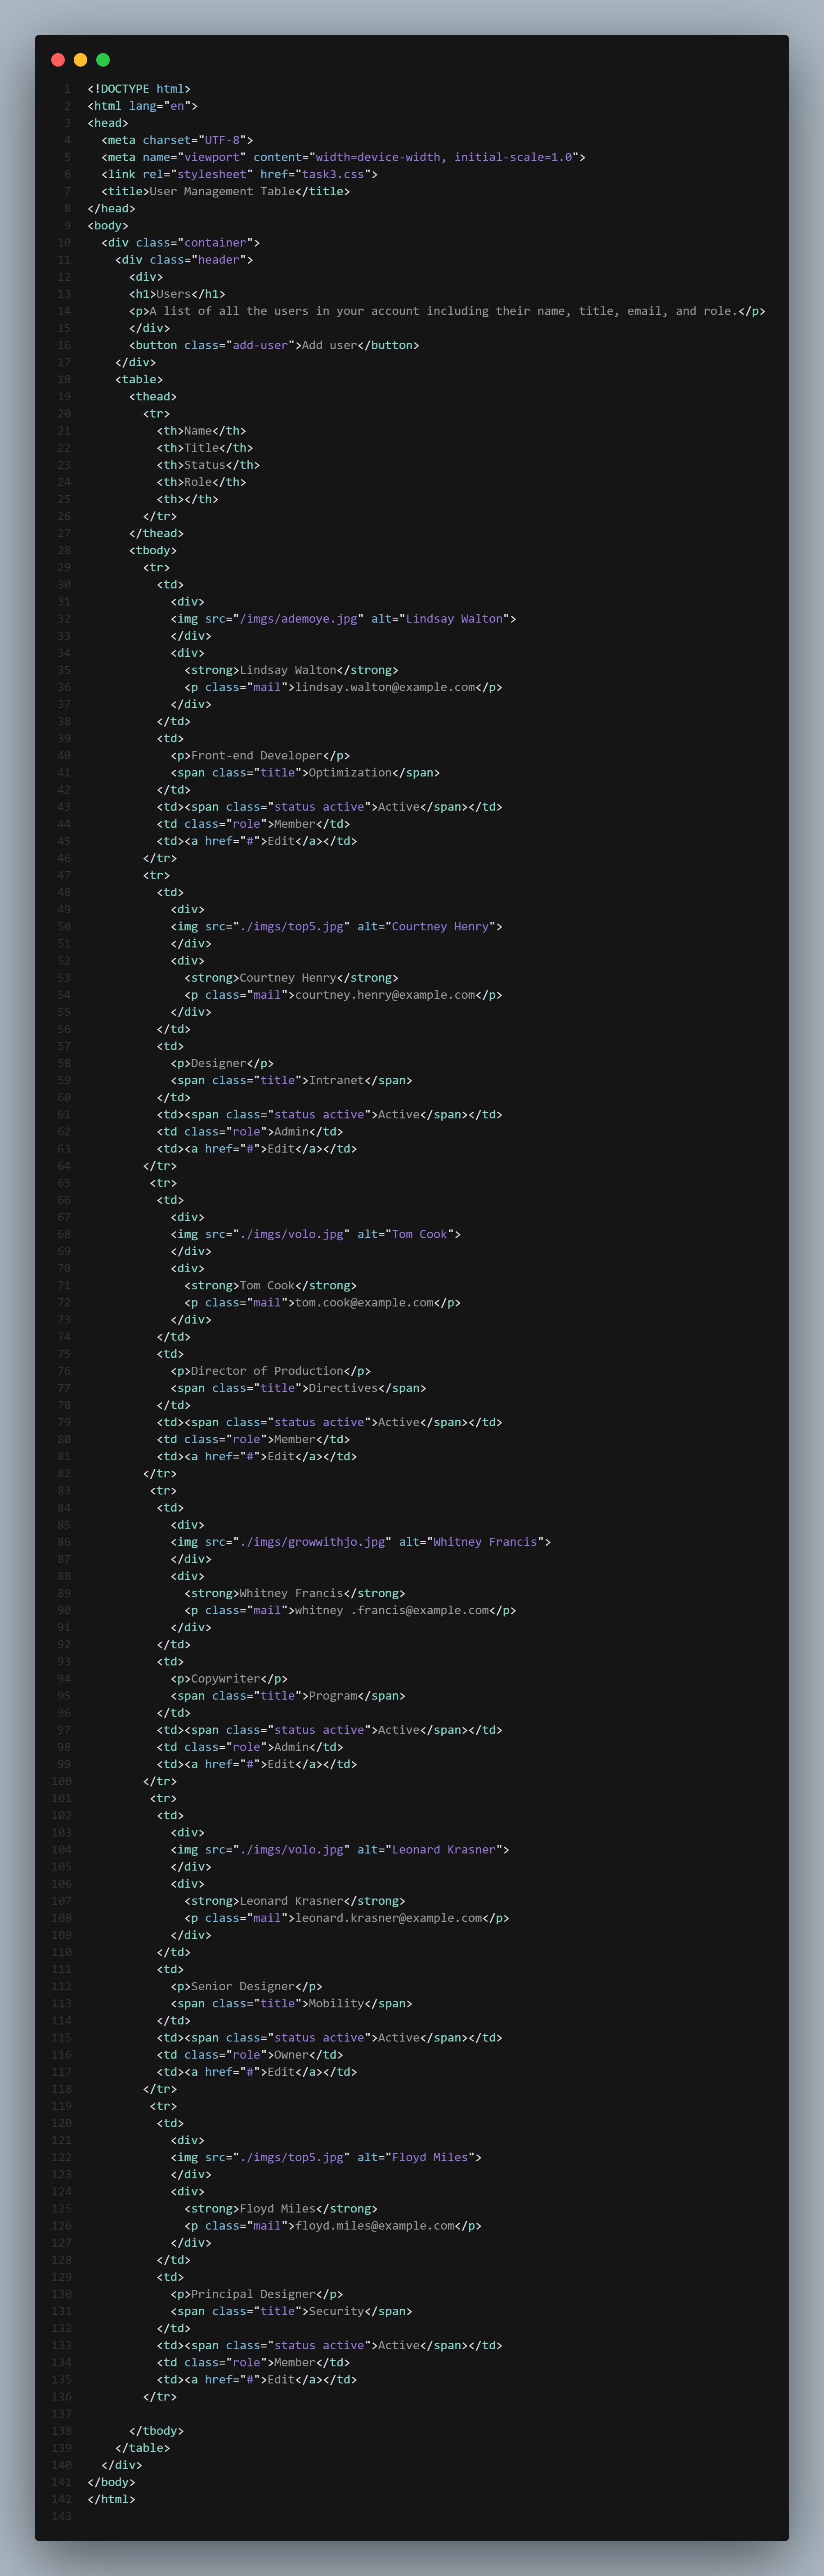 1 <!DOCTYPE html>
2 <html lang="en">
3 <head>
4   <meta charset="UTF-8">
5   <meta name="viewport" content="width=device-width, initial-scale=1.0">
6   <link rel="stylesheet" href="task3.css">
7   <title>User Management Table</title>
8 </head>
9 <body>
10   <div class="container">
11     <div class="header">
12       <div>
13       <h1>Users</h1>
14       <p>A list of all the users in your account including their name, title, email, and role.</p>
15       </div>
16       <button class="add-user">Add user</button>
17     </div>
18     <table>
19       <thead>
20         <tr>
21           <th>Name</th>
22           <th>Title</th>
23           <th>Status</th>
24           <th>Role</th>
25           <th></th>
26         </tr>
27       </thead>
28       <tbody>
29         <tr>
30           <td>
31             <div>
32             <img src="/imgs/ademoye.jpg" alt="Lindsay Walton">
33             </div>
34             <div>
35               <strong>Lindsay Walton</strong>
36               <p class="mail">lindsay.walton@example.com</p>
37             </div>
38           </td>
39           <td>
40             <p>Front-end Developer</p>
41             <span class="title">Optimization</span>
42           </td>
43           <td><span class="status active">Active</span></td>
44           <td class="role">Member</td>
45           <td><a href="#">Edit</a></td>
46         </tr>
47         <tr>
48           <td>
49             <div>
50             <img src="./imgs/top5.jpg" alt="Courtney Henry">
51             </div>
52             <div>
53               <strong>Courtney Henry</strong>
54               <p class="mail">courtney.henry@example.com</p>
55             </div>
56           </td>
57           <td>
58             <p>Designer</p>
59             <span class="title">Intranet</span>
60           </td>
61           <td><span class="status active">Active</span></td>
62           <td class="role">Admin</td>
63           <td><a href="#">Edit</a></td>
64         </tr>
65          <tr>
66           <td>
67             <div>
68             <img src="./imgs/volo.jpg" alt="Tom Cook">
69             </div>
70             <div>
71               <strong>Tom Cook</strong>
72               <p class="mail">tom.cook@example.com</p>
73             </div>
74           </td>
75           <td>
76             <p>Director of Production</p>
77             <span class="title">Directives</span>
78           </td>
79           <td><span class="status active">Active</span></td>
80           <td class="role">Member</td>
81           <td><a href="#">Edit</a></td>
82         </tr>
83          <tr>
84           <td>
85             <div>
86             <img src="./imgs/growwithjo.jpg" alt="Whitney Francis">
87             </div>
88             <div>
89               <strong>Whitney Francis</strong>
90               <p class="mail">whitney .francis@example.com</p>
91             </div>
92           </td>
93           <td>
94             <p>Copywriter</p>
95             <span class="title">Program</span>
96           </td>
97           <td><span class="status active">Active</span></td>
98           <td class="role">Admin</td>
99           <td><a href="#">Edit</a></td>
100         </tr>
101          <tr>
102           <td>
103             <div>
104             <img src="./imgs/volo.jpg" alt="Leonard Krasner">
105             </div>
106             <div>
107               <strong>Leonard Krasner</strong>
108               <p class="mail">leonard.krasner@example.com</p>
109             </div>
110           </td>
111           <td>
112             <p>Senior Designer</p>
113             <span class="title">Mobility</span>
114           </td>
115           <td><span class="status active">Active</span></td>
116           <td class="role">Owner</td>
117           <td><a href="#">Edit</a></td>
118         </tr>
119          <tr>
120           <td>
121             <div>
122             <img src="./imgs/top5.jpg" alt="Floyd Miles">
123             </div>
124             <div>
125               <strong>Floyd Miles</strong>
126               <p class="mail">floyd.miles@example.com</p>
127             </div>
128           </td>
129           <td>
130             <p>Principal Designer</p>
131             <span class="title">Security</span>
132           </td>
133           <td><span class="status active">Active</span></td>
134           <td class="role">Member</td>
135           <td><a href="#">Edit</a></td>
136         </tr>
137
138       </tbody>
139     </table>
140   </div>
141 </body>
142 </html>
143